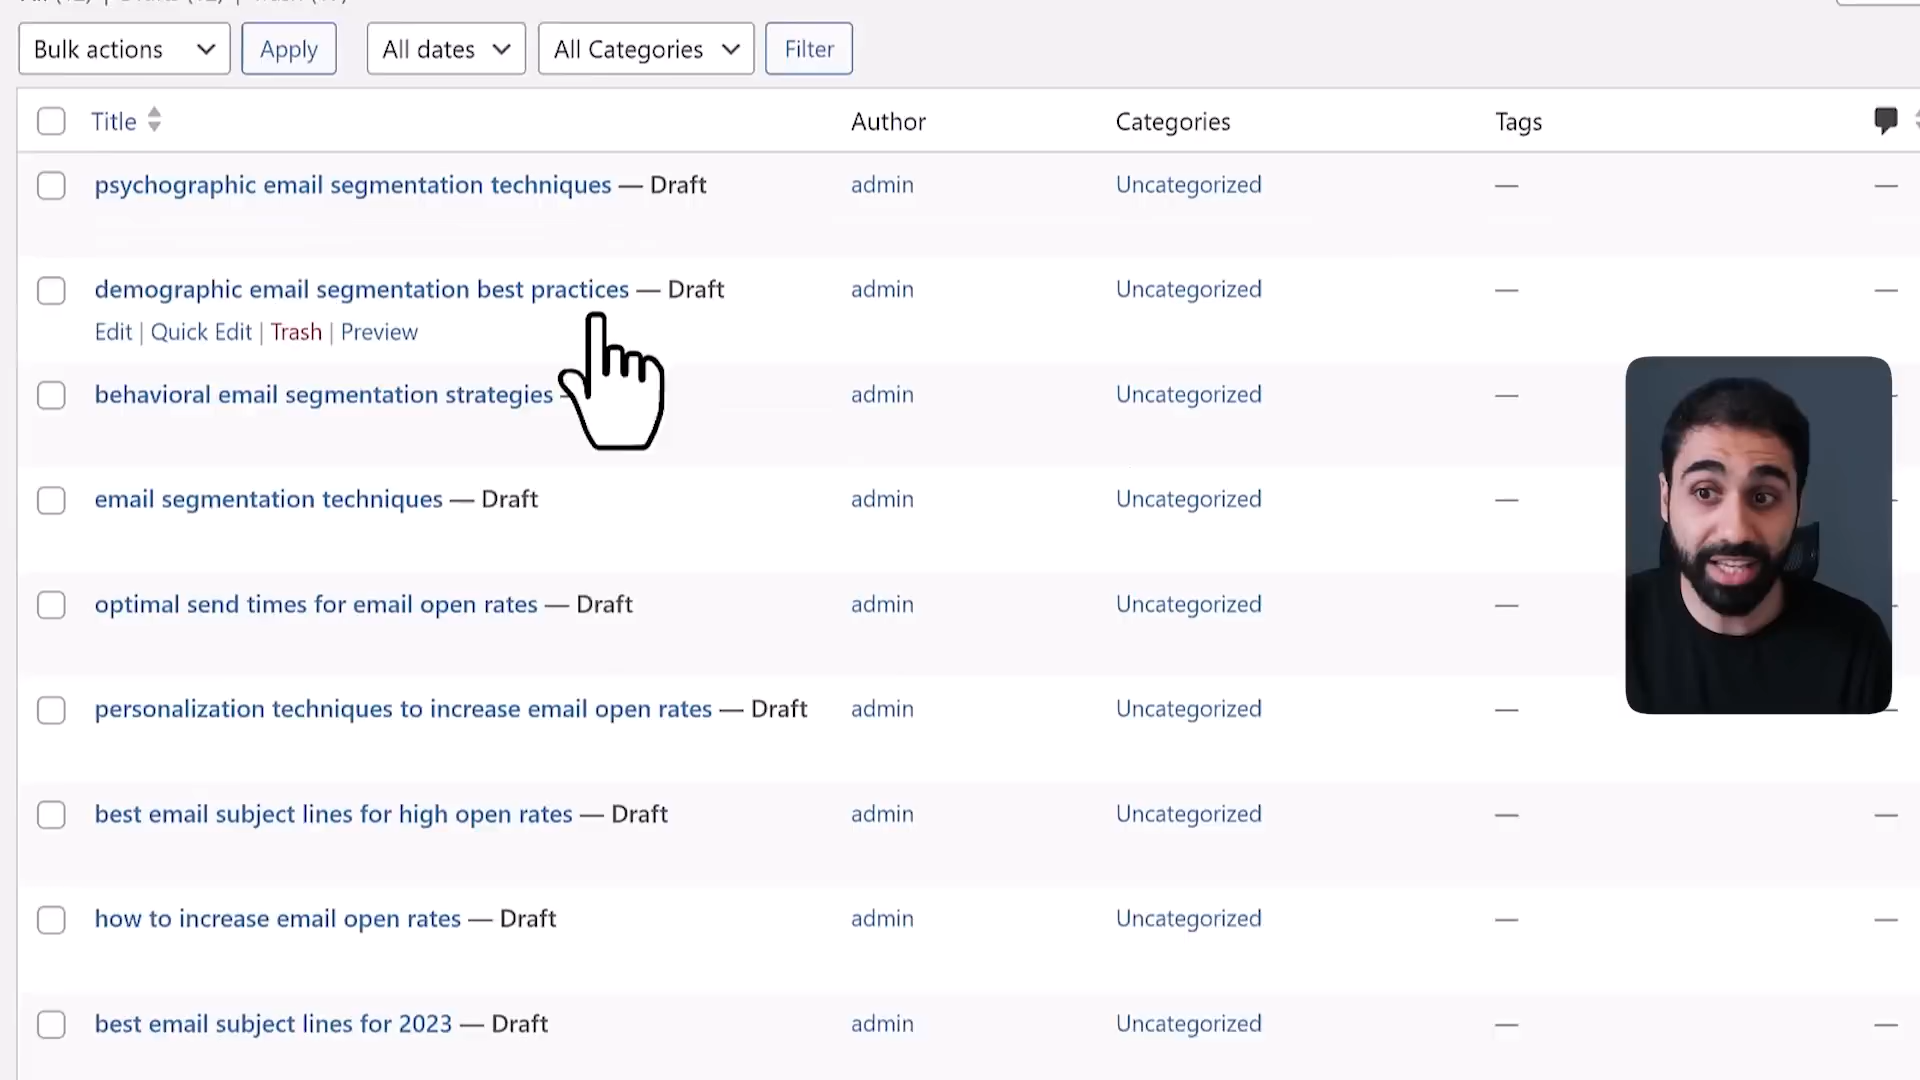 Bulk actions Apply All dates All Categories Filter
Title Author Categories Tags
psychographic email segmentation techniques — Draft admin Uncategorized — —
demographic email segmentation best practices — Draft admin Uncategorized — —
Edit | Quick Edit | Trash | Preview
behavioral email segmentation strategies admin Uncategorized —
email segmentation techniques — Draft admin Uncategorized —
optimal send times for email open rates — Draft admin Uncategorized —
personalization techniques to increase email open rates — Draft admin Uncategorized —
best email subject lines for high open rates — Draft admin Uncategorized — —
how to increase email open rates — Draft admin Uncategorized — —
best email subject lines for 2023 — Draft admin Uncategorized — —